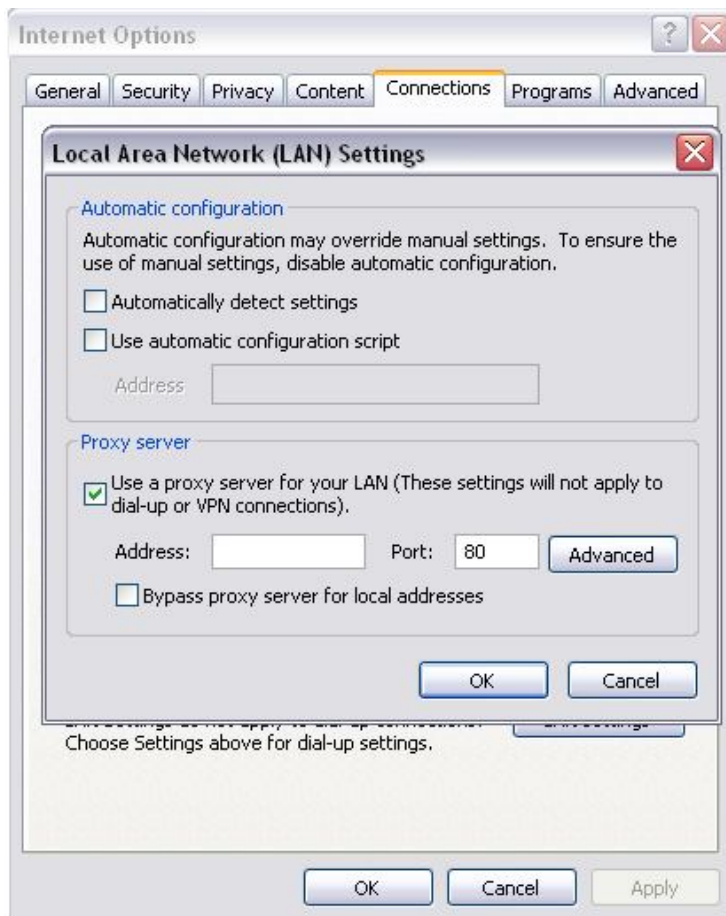 Internet Options
General Security Privacy Content Connections Programs Advanced
Local Area Network (LAN) Settings
Automatic configuration
Automatic configuration may override manual settings. To ensure the
use of manual settings, disable automatic configuration.
Automatically detect settings
Use automatic configuration script
Address
Proxy server
Use a proxy server for your LAN (These settings will not apply to
dial-up or VPN connections).
Address: Port: 80 Advanced
Bypass proxy server for local addresses
OK Cancel
Choose Settings above for dial-up settings.
OK Cancel Apply